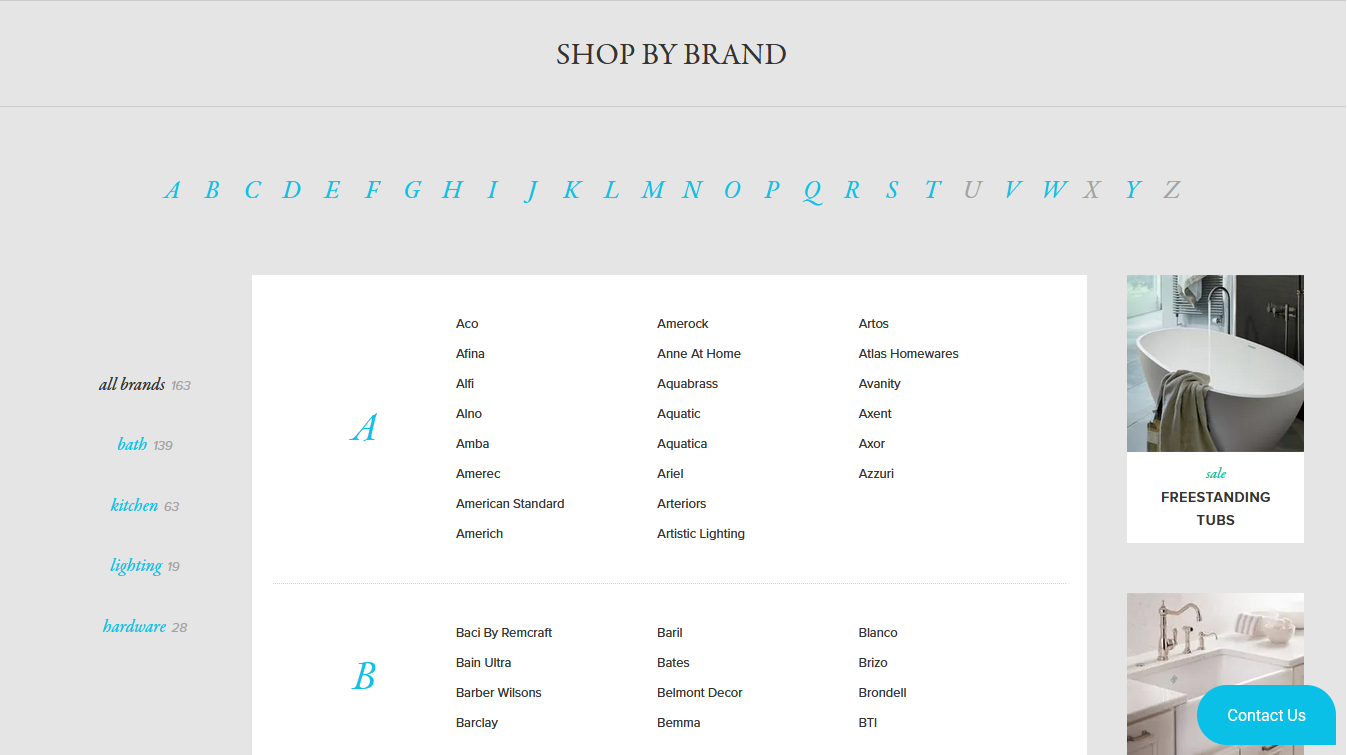 SHOP BY BRAND
A B C D E F G H I J K L M N O P Q R S T U V W X Y Z
all brands 163
bath 139
kitchen 63
lighting 19
hardware 28
A
Aco
Afina
Alfi
Alno
Amba
Amerec
American Standard
Americh
Amerock
Anne At Home
Aquabrass
Aquatic
Aquatica
Ariel
Arteriors
Artistic Lighting
Artos
Atlas Homewares
Avanity
Axent
Axor
Azzuri
B
Baci By Remcraft
Bain Ultra
Barber Wilsons
Barclay
Baril
Bates
Belmont Decor
Bemma
Blanco
Brizo
Brondell
BTI
sale
FREESTANDING
TUBS
Contact Us